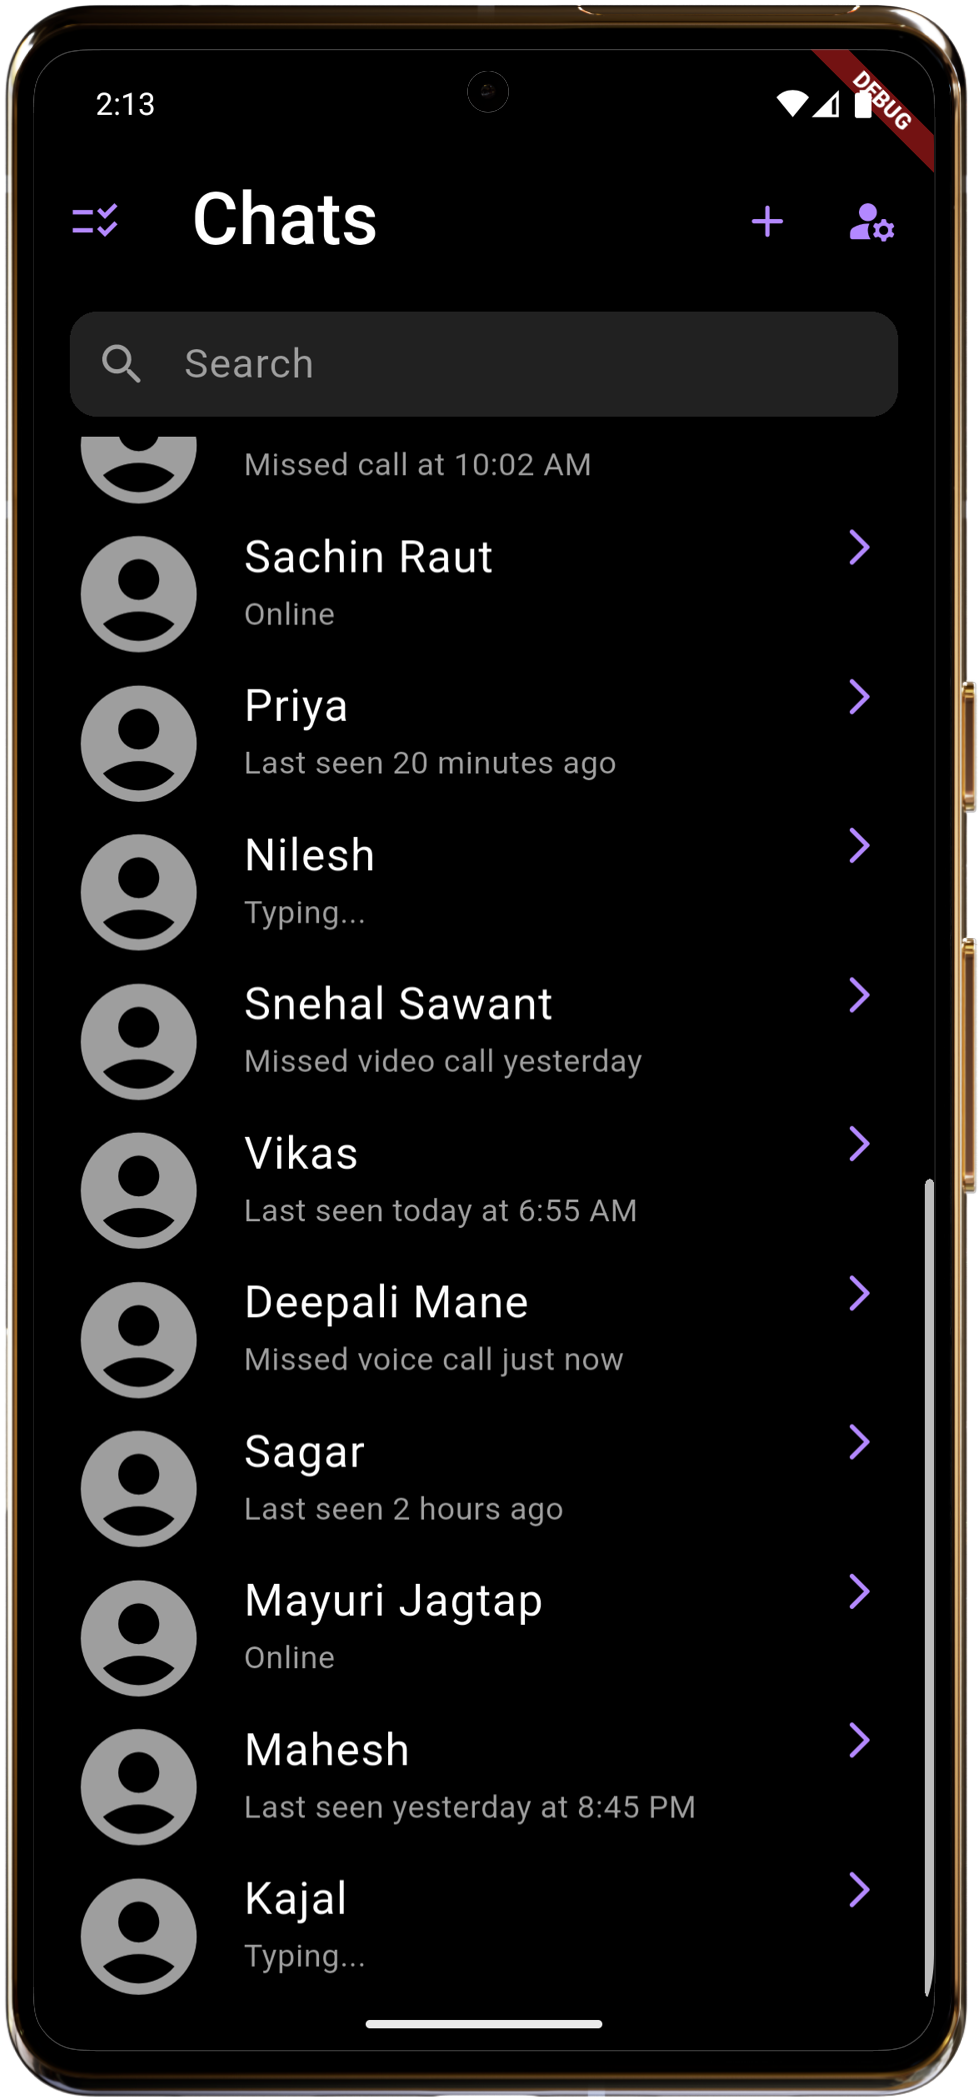 2:13
DEBUG
Chats
Search
Missed call at 10:02 AM
Sachin Raut
Online
Priya
Last seen 20 minutes ago
Nilesh
Typing...
Snehal Sawant
Missed video call yesterday
Vikas
Last seen today at 6:55 AM
Deepali Mane
Missed voice call just now
Sagar
Last seen 2 hours ago
Mayuri Jagtap
Online
Mahesh
Last seen yesterday at 8:45 PM
Kajal
Typing...